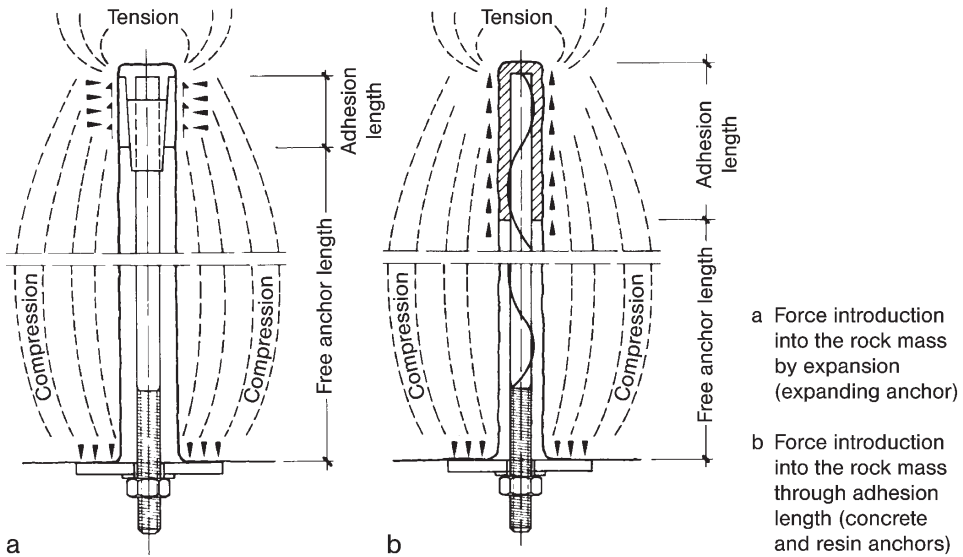 Tension
Adhesion
length
Free anchor length
Compression
Compression
a
Tension
Adhesion
length
Free anchor length
Compression
Compression
b
a Force introduction
into the rock mass
by expansion
(expanding anchor)
b Force introduction
into the rock mass
through adhesion
length (concrete
and resin anchors)